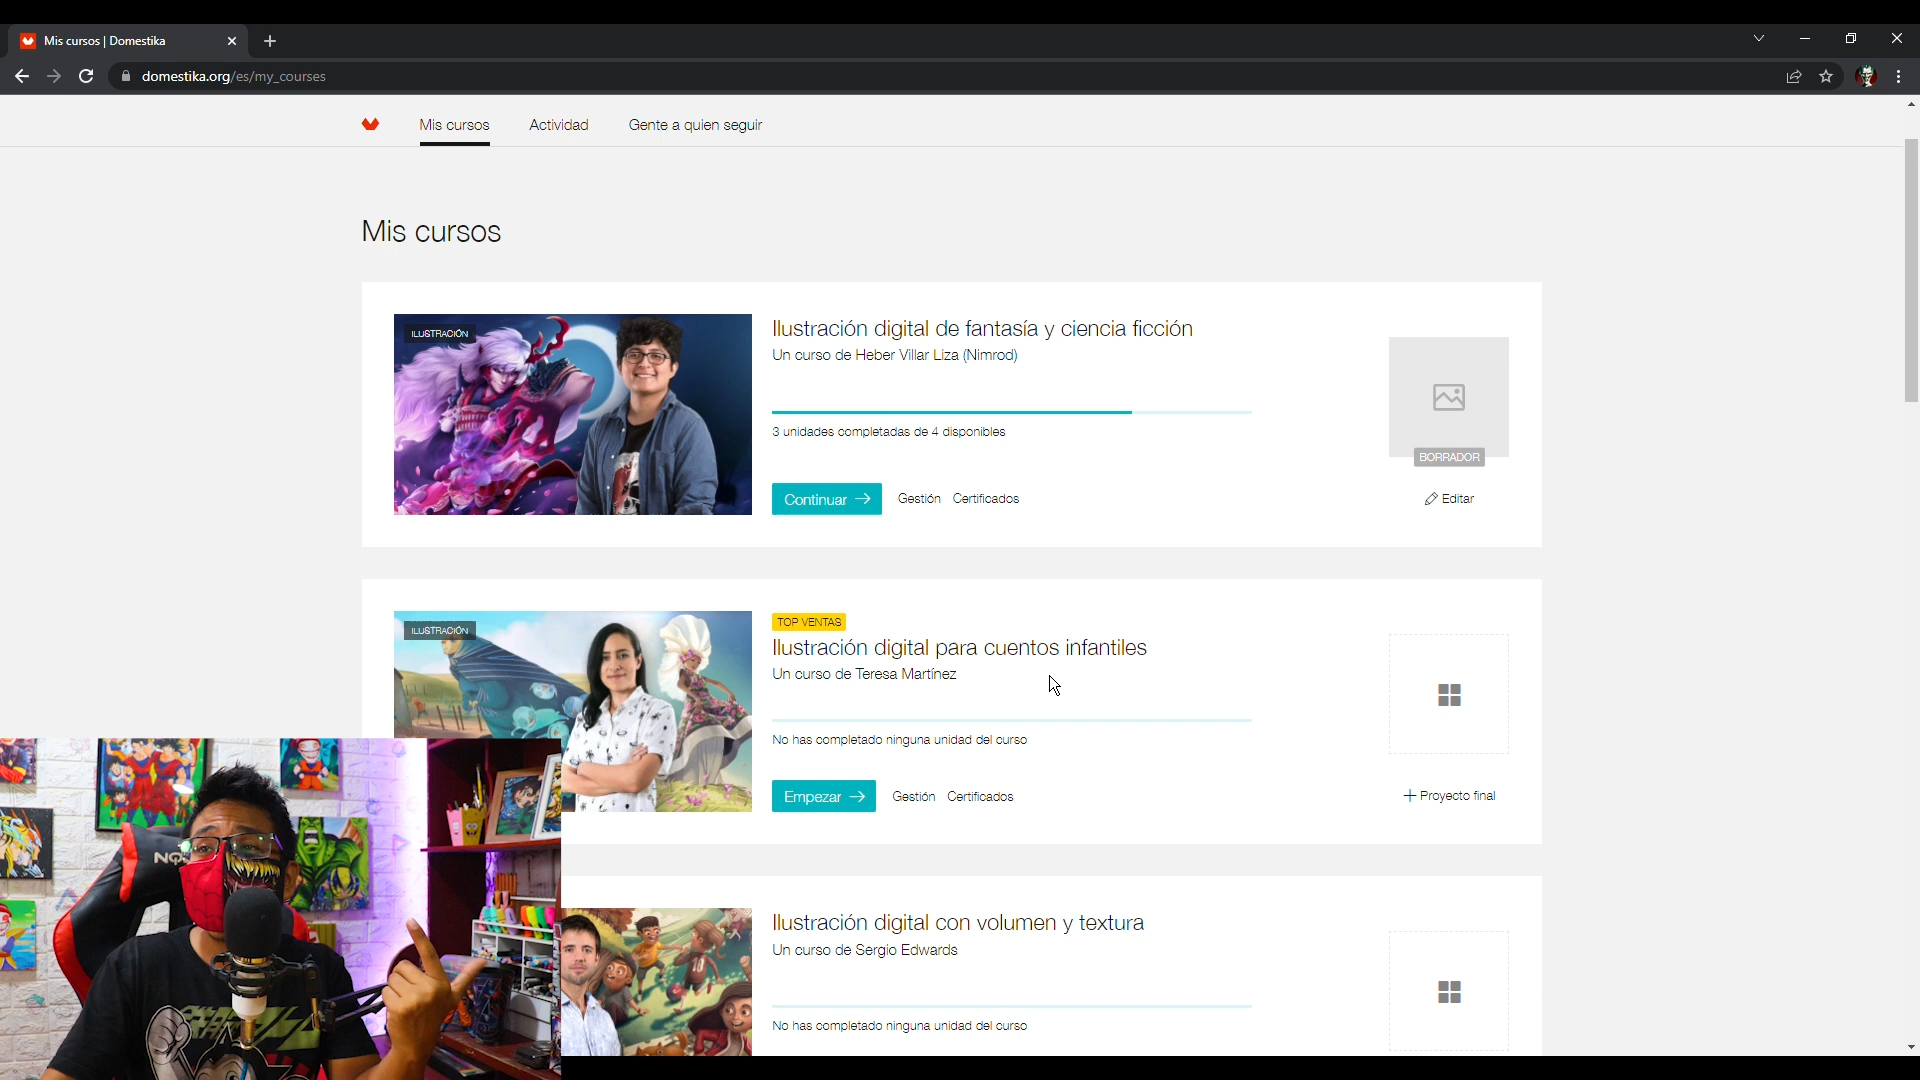 Mis cursos | Domestika
domestika.org/es/my_courses
Mis cursos
Actividad
Gente a quien seguir
Mis cursos
ILUSTRACIÓN
Ilustración digital de fantasía y ciencia ficción
Un curso de Heber Villar Liza (Nimrod)
3 unidades completadas de 4 disponibles
Continuar
Gestión
Certificados
BORRADOR
Editar
ILUSTRACIÓN
TOP VENTAS
Ilustración digital para cuentos infantiles
Un curso de Teresa Martínez
No has completado ninguna unidad del curso
Empezar
Gestión
Certificados
Proyecto final
Ilustración digital con volumen y textura
Un curso de Sergio Edwards
No has completado ninguna unidad del curso